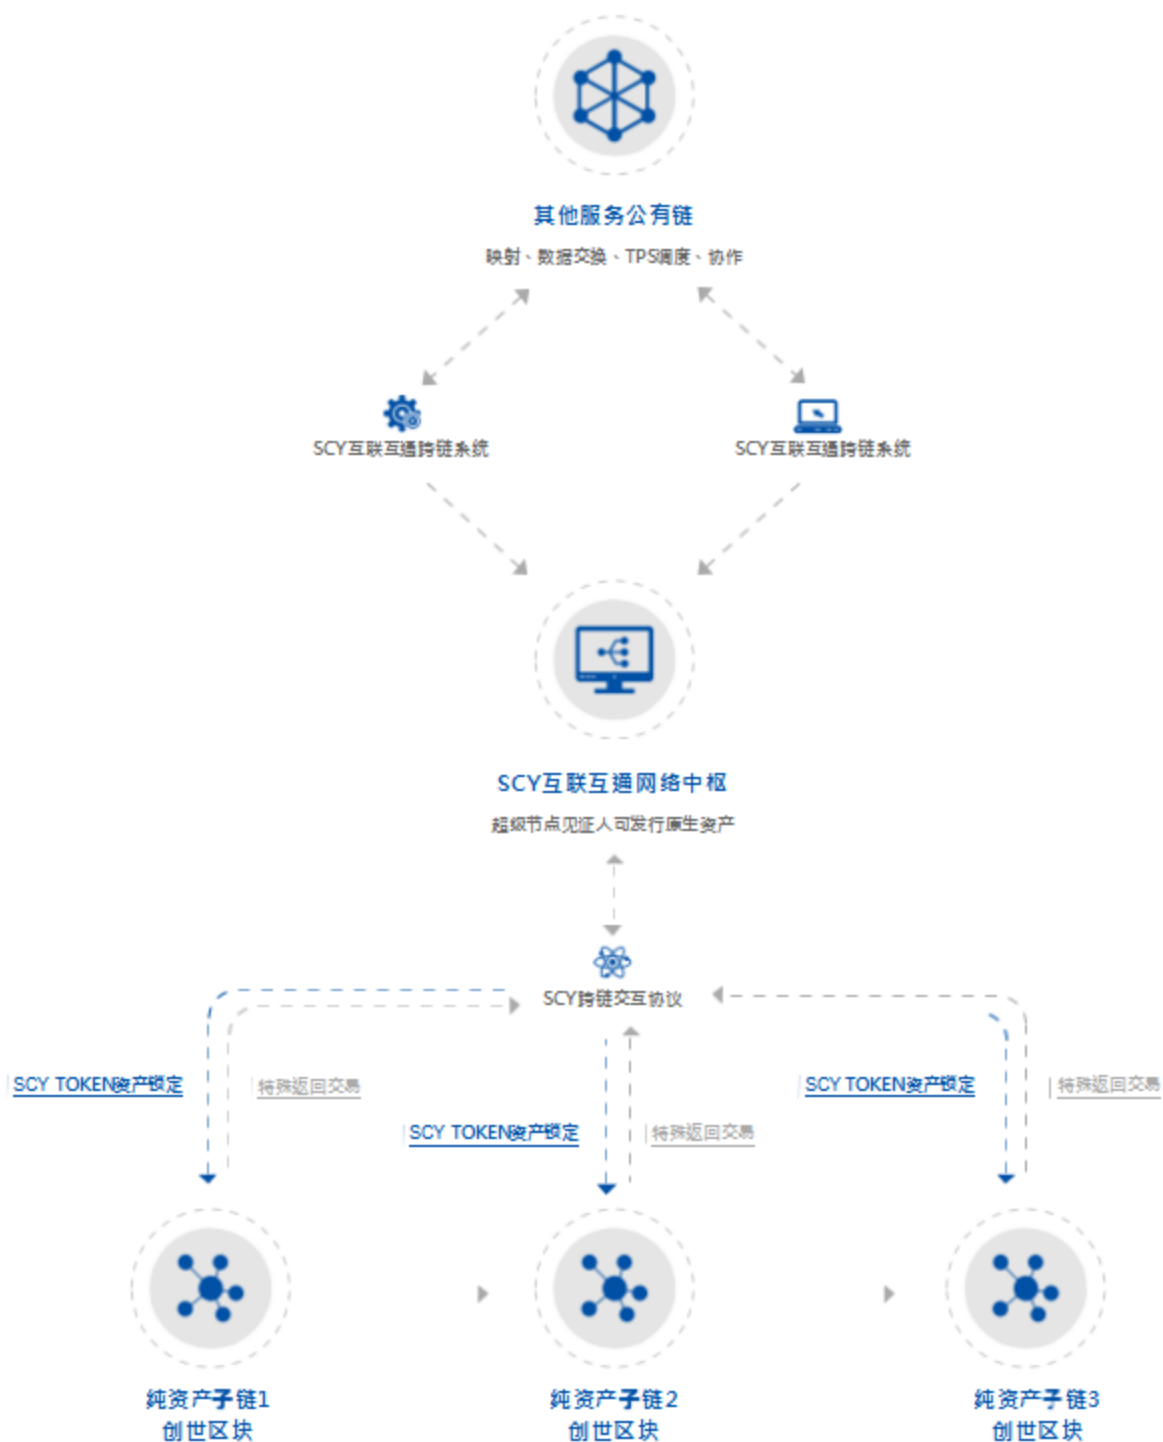 其他服务公有链
映射、数据交换、TPS调度、协作
SCY互联互通跨链系统
SCY互联互通跨链系统
SCY互联互通网络中枢
超级节点见证人可发行原生资产
SCY跨链交互协议
SCY TOKEN资产锁定
特殊返回交易
SCY TOKEN资产锁定
特殊返回交易
SCY TOKEN资产锁定
特殊返回交易
纯资产子链1
创世区块
纯资产子链2
创世区块
纯资产子链3
创世区块